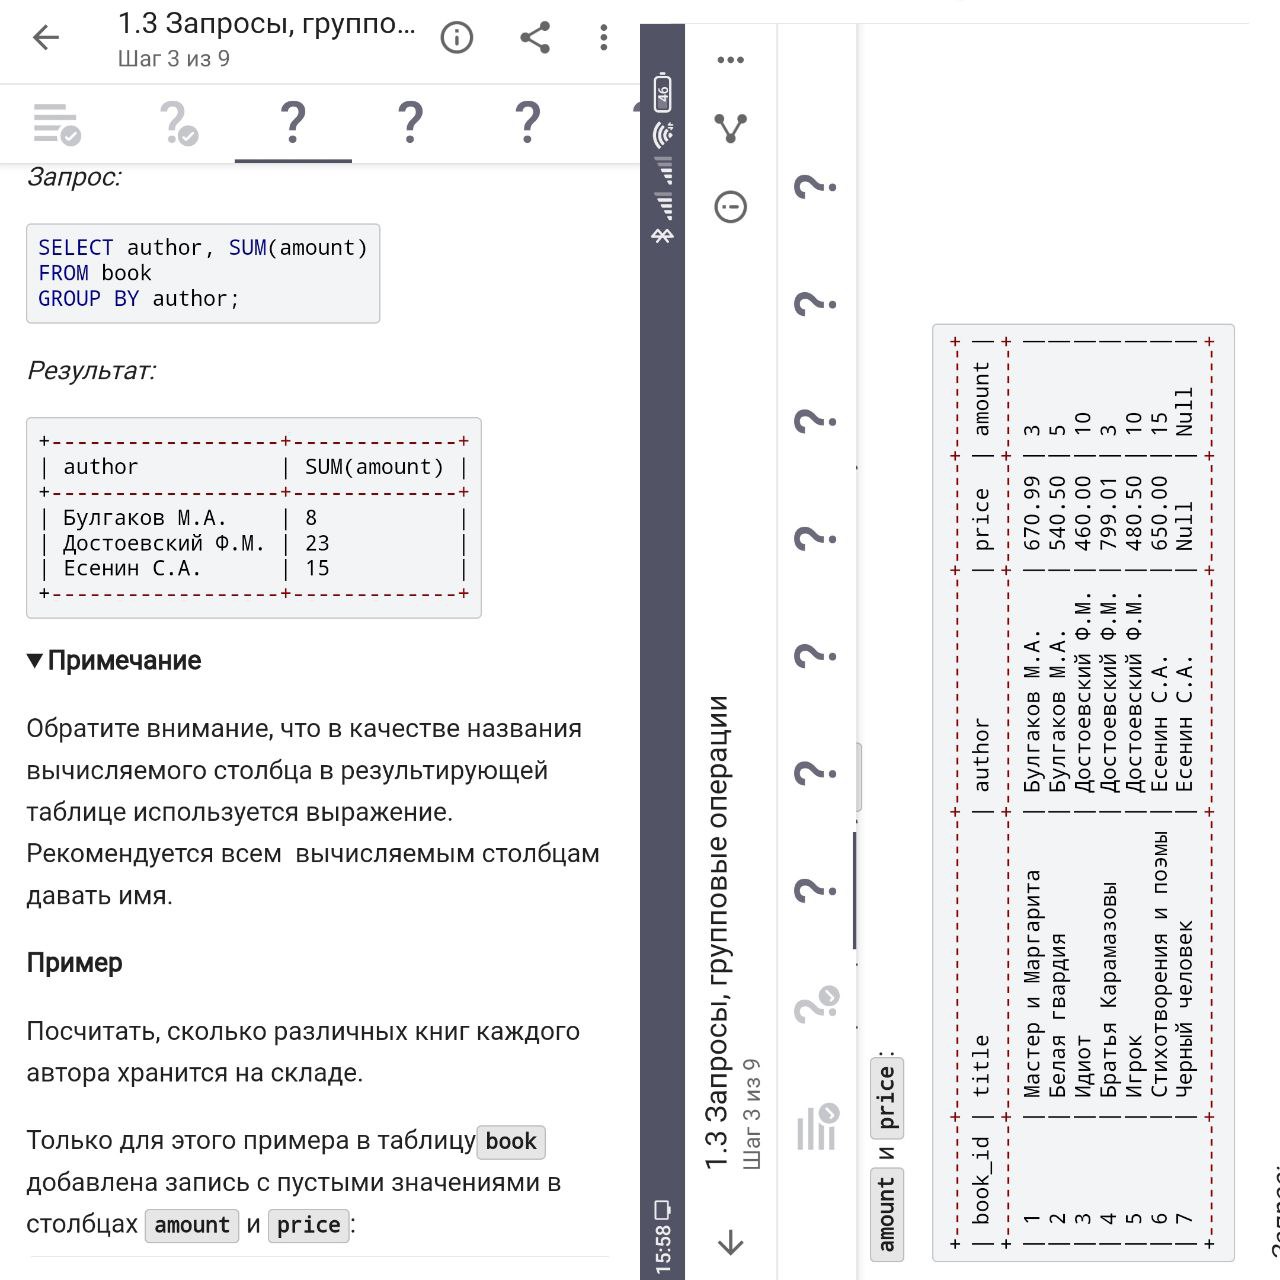 1.3 Запросы, группо...
Шаг 3 из 9
Запрос:
SELECT author, SUM(amount)
FROM book
GROUP BY author;
Результат:
+------------------+-------------+
| author | SUM(amount) |
+------------------+-------------+
| Булгаков М.А. | 8 |
| Достоевский Ф.М. | 23 |
| Есенин С.А. | 15 |
+------------------+-------------+
▼ Примечание
Обратите внимание, что в качестве названия
вычисляемого столбца в результирующей
таблице используется выражение.
Рекомендуется всем вычисляемым столбцам
давать имя.
Пример
Посчитать, сколько различных книг каждого
автора хранится на складе.
Только для этого примера в таблицу book
добавлена запись с пустыми значениями в
столбцах amount и price:
15:58 46
1.3 Запросы, групповые операции
Шаг 3 из 9
amount и price:
+---------+-----------------------+------------------+--------+--------+
| book_id | title | author | price | amount |
+---------+-----------------------+------------------+--------+--------+
| 1 | Мастер и Маргарита | Булгаков М.А. | 670.99 | 3 |
| 2 | Белая гвардия | Булгаков М.А. | 540.50 | 5 |
| 3 | Идиот | Достоевский Ф.М. | 460.00 | 10 |
| 4 | Братья Карамазовы | Достоевский Ф.М. | 799.01 | 3 |
| 5 | Игрок | Достоевский Ф.М. | 480.50 | 10 |
| 6 | Стихотворения и поэмы | Есенин С.А. | 650.00 | 15 |
| 7 | Черный человек | Есенин С.А. | Null | Null |
+---------+-----------------------+------------------+--------+--------+